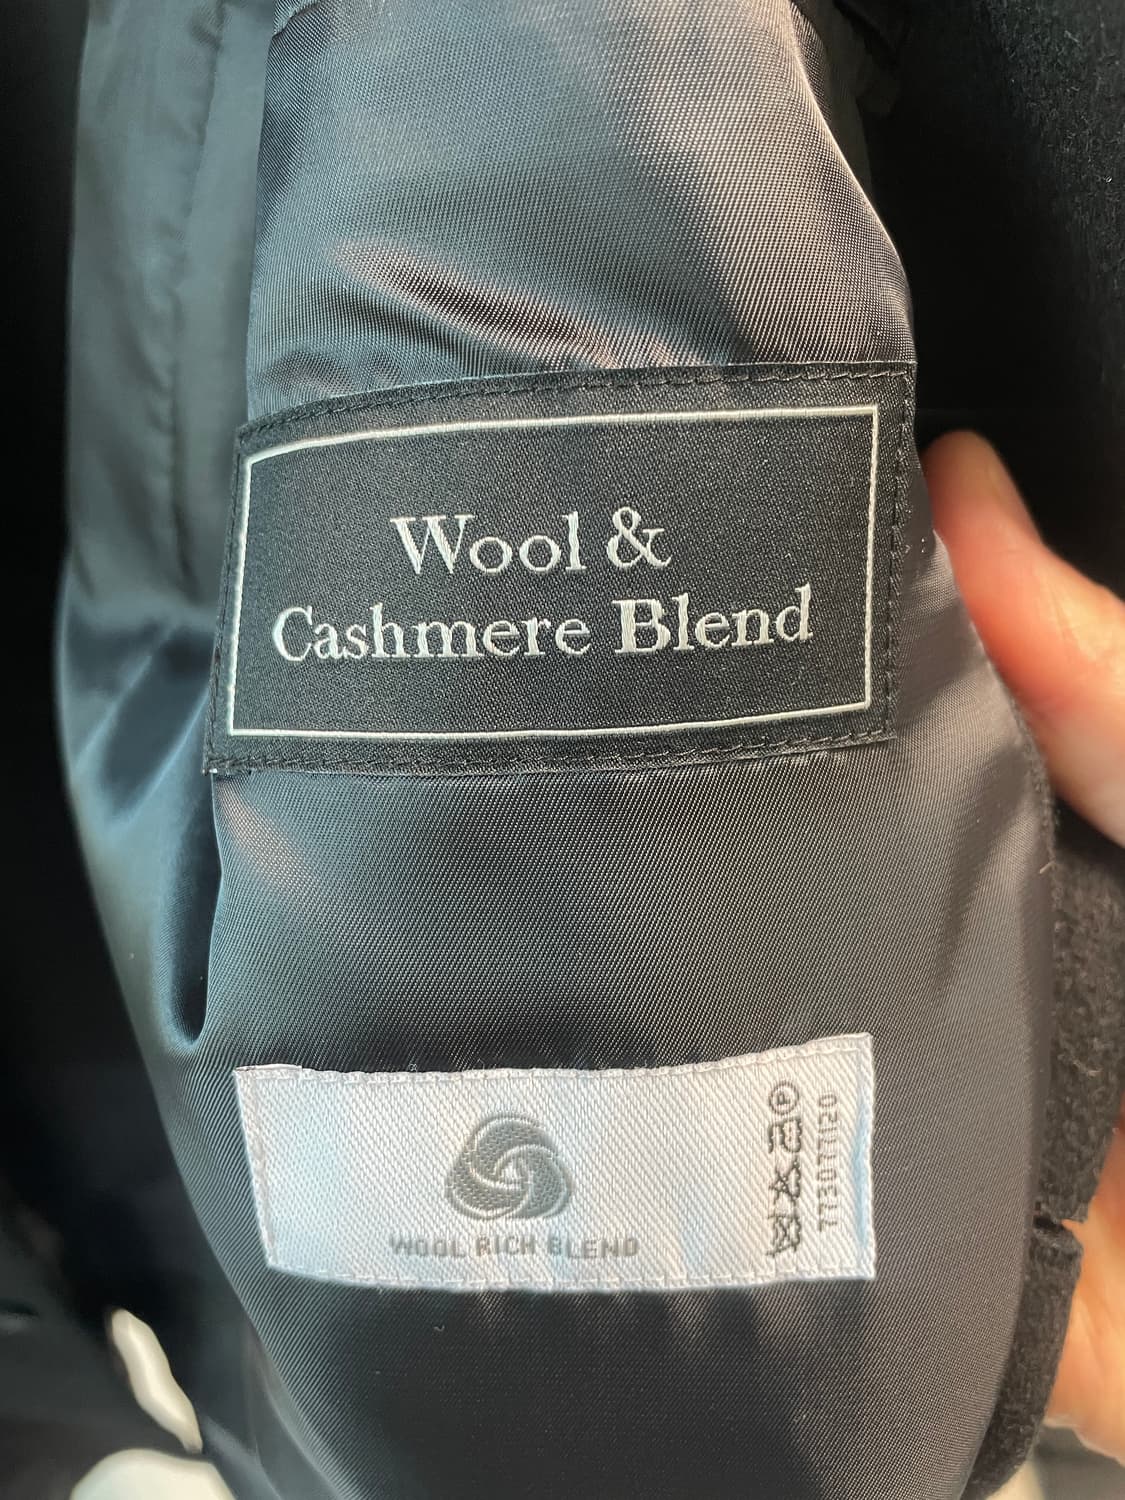 Wool &
Cashmere Blend
WOOL RICH BLEND
P
773077120